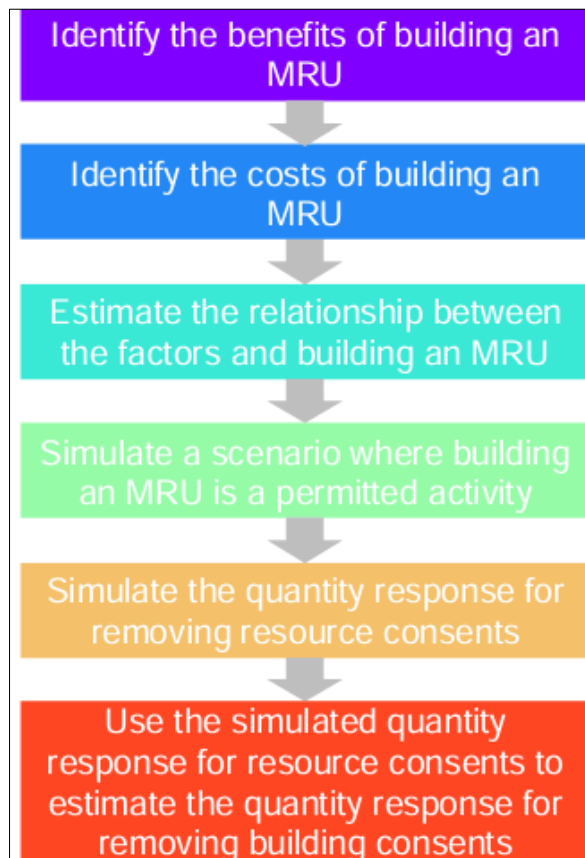 Identify the benefits of building an
MRU
Identify the costs of building an
MRU
Estimate the relationship between
the factors and building an MRU
Simulate a scenario where building
an MRU is a permitted activity
Simulate the quantity response for
removing resource consents
Use the simulated quantity
response for resource consents to
estimate the quantity response for
removing building consents